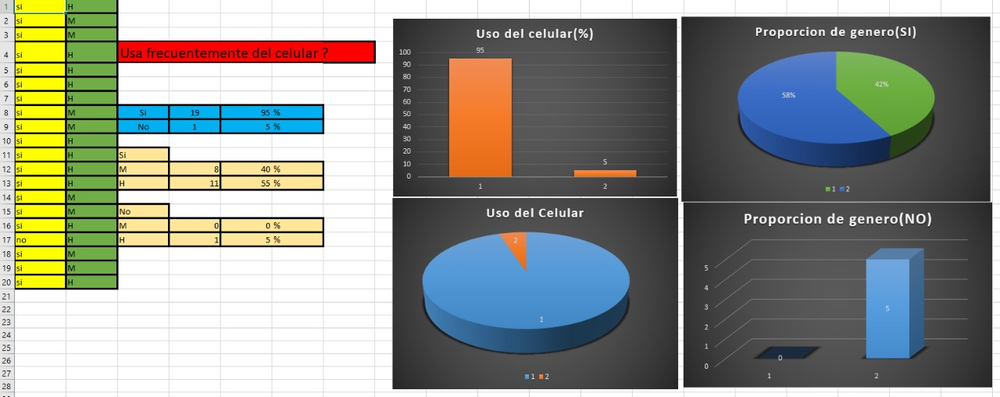 1 si H
2 si M
3 si M
4 si H Usa frecuentemente del celular ?
5 si H
6 si H
7 si H
8 si M Si 19 95 %
9 si M No 1 5 %
10 si H
11 si H Si
12 si H M 8 40 %
13 si H H 11 55 %
14 si M
15 si M No
16 si H M 0 0 %
17 no H H 1 5 %
18 si M
19 si M
20 si H
21
22
23
24
25
26
27
28
Uso del celular(%)
100
90
80
70
60
50
40
30
20
10
0
95
5
1 2
Proporcion de genero(SI)
42%
58%
1 2
Uso del Celular
2
1
1 2
Proporcion de genero(NO)
5
4
3
2
1
0
0
5
1 2